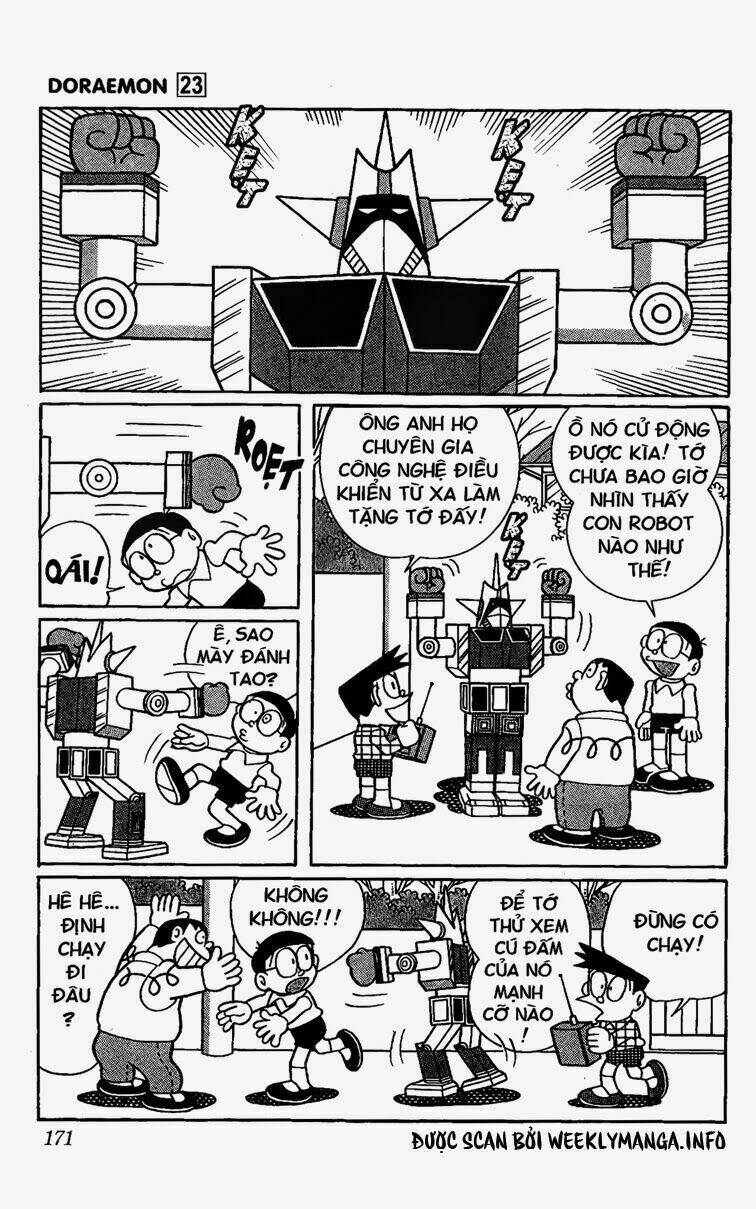 DORAEMON 23
KẸT
KẸT
ÔNG ANH HỌ
CHUYÊN GIA
CÔNG NGHỆ ĐIỀU
KHIỂN TỪ XA LÀM
TẶNG TỚ ĐẤY!
Ồ NÓ CỬ ĐỘNG
ĐƯỢC KÌA! TỚ
CHƯA BAO GIỜ
NHÌN THẤY
CON ROBOT
NÀO NHƯ
THẾ!
KẸT
ROẸT
OÁI!
Ê, SAO
MÀY ĐÁNH
TAO?
HÊ HÊ...
ĐỊNH
CHẠY
ĐI
ĐÂU
?
KHÔNG
KHÔNG!!!
ĐỂ TỚ
THỬ XEM
CÚ ĐẤM
CỦA NÓ
MẠNH
CỠ NÀO
!
ĐỪNG CÓ
CHẠY!
171
ĐƯỢC SCAN BỞI WEEKLYMANGA.INFO